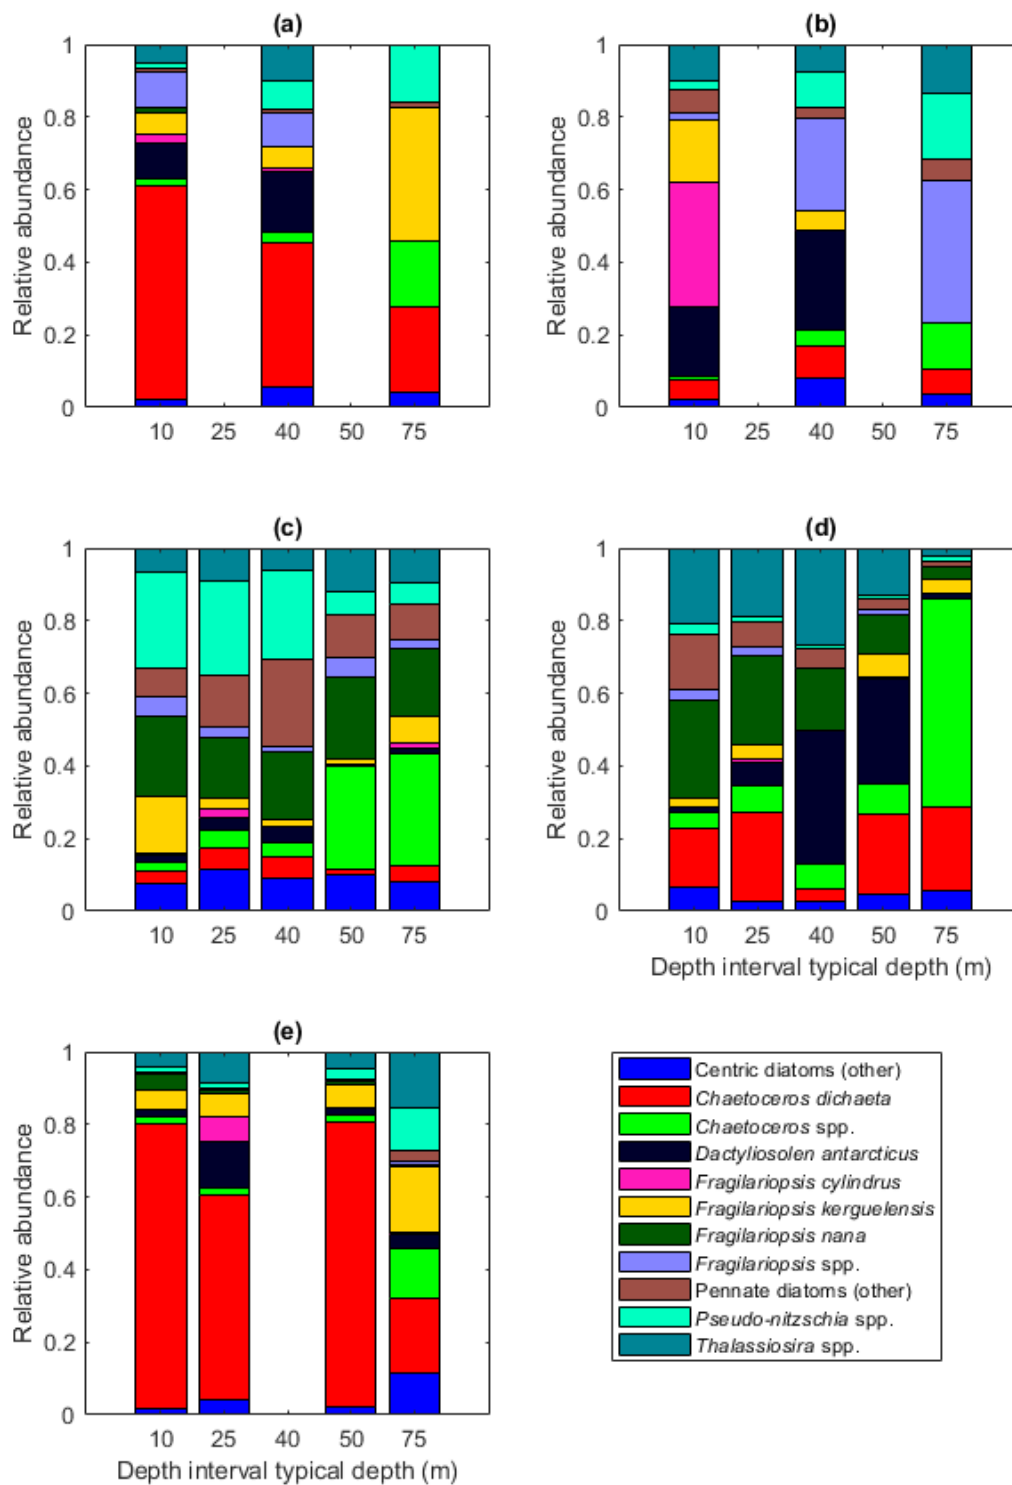 (a)
1
0.8
0.6
0.4
0.2
0
Relative abundance
10 25 40 50 75
(b)
1
0.8
0.6
0.4
0.2
0
Relative abundance
10 25 40 50 75
(c)
1
0.8
0.6
0.4
0.2
0
Relative abundance
10 25 40 50 75
(d)
1
0.8
0.6
0.4
0.2
0
Relative abundance
10 25 40 50 75
Depth interval typical depth (m)
(e)
1
0.8
0.6
0.4
0.2
0
Relative abundance
10 25 40 50 75
Depth interval typical depth (m)
Centric diatoms (other)
Chaetoceros dichaeta
Chaetoceros spp.
Dactyliosolen antarcticus
Fragilariopsis cylindrus
Fragilariopsis kerguelensis
Fragilariopsis nana
Fragilariopsis spp.
Pennate diatoms (other)
Pseudo-nitzschia spp.
Thalassiosira spp.